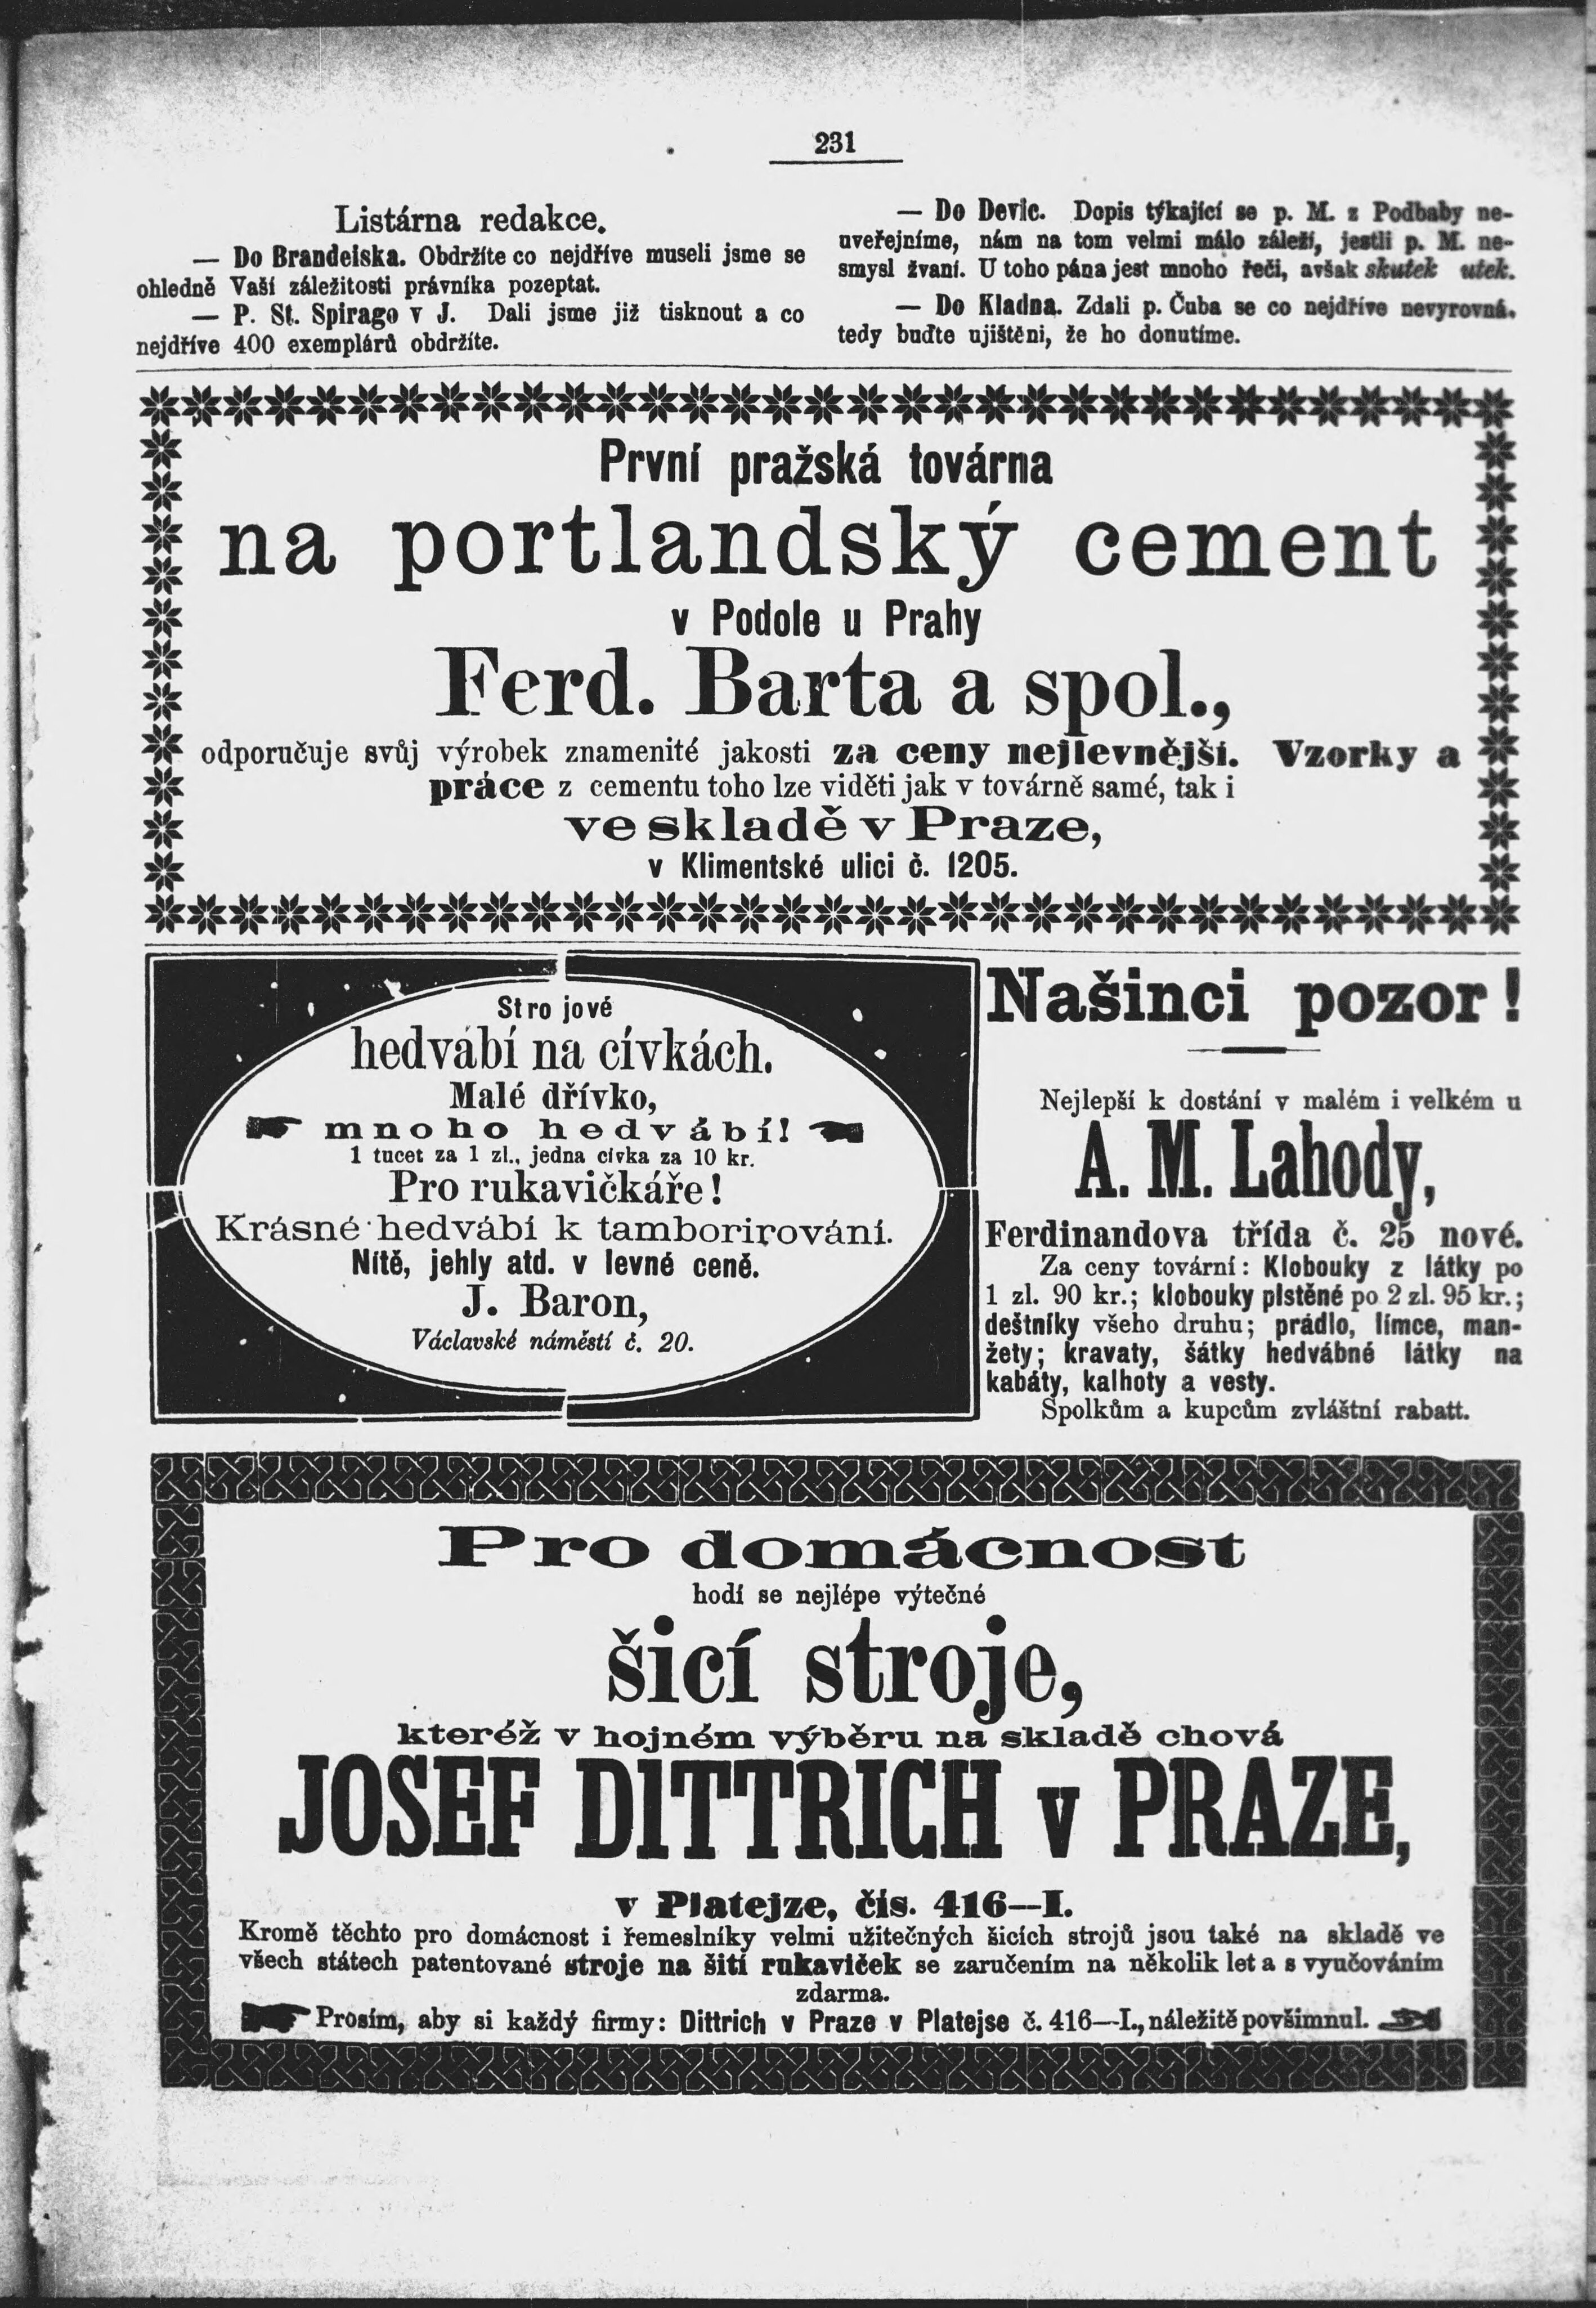 231
Listárna redakce.
— Do Brandeiska. Obdržíte co nejdříve museli jsme se
ohledně Vaší záležitosti právníka pozeptat.
— P. St. Spirago v J. Dali jsme již tisknout a co
nejdříve 400 exemplárů obdržíte.
— Do Devic. Dopis týkající se p. M. z Podbaby ne-
uveřejníme, nám na tom velmi málo záleží, jestli p. M. ne-
smysl žvaní. U toho pána jest mnoho řeči, avšak skutek utek.
— Do Kladna. Zdali p. Čuba se co nejdříve nevyrovná,
tedy buďte ujištěni, že ho donutíme.
První pražská továrna
na portlandský cement
v Podole u Prahy
Ferd. Barta a spol.,
odporučuje svůj výrobek znamenité jakosti za ceny nejlevnější. Vzorky a
práce z cementu toho lze viděti jak v továrně samé, tak i
ve skladě v Praze,
v Klimentské ulici č. 1205.
Strojové
hedvábí na cívkách.
Malé dřívko,
mnoho hedvábí!
1 tucet za 1 zl., jedna cívka za 10 kr.
Pro rukavičkáře!
Krásné hedvábí k tamborirování.
Nítě, jehly atd. v levné ceně.
J. Baron,
Václavské náměstí č. 20.
Našinci pozor!
Nejlepší k dostání v malém i velkém u
A. M. Lahody,
Ferdinandova třída č. 25 nové.
Za ceny tovární: Klobouky z látky po
1 zl. 90 kr.; klobouky plstěné po 2 zl. 95 kr.;
deštníky všeho druhu; prádlo, límce, man-
žety; kravaty, šátky hedvábné látky na
kabáty, kalhoty a vesty.
Spolkům a kupcům zvláštní rabatt.
Pro domácnost
hodí se nejlépe výtečné
šicí stroje,
kteréž v hojném výběru na skladě chová
JOSEF DITTRICH v PRAZE,
v Platejze, čís. 416—I.
Kromě těchto pro domácnost i řemeslníky velmi užitečných šicích strojů jsou také na skladě ve
všech státech patentované stroje na šití rukaviček se zaručením na několik let a s vyučováním
zdarma.
Prosím, aby si každý firmy: Dittrich v Praze v Platejse č. 416—I., náležitě povšimnul.